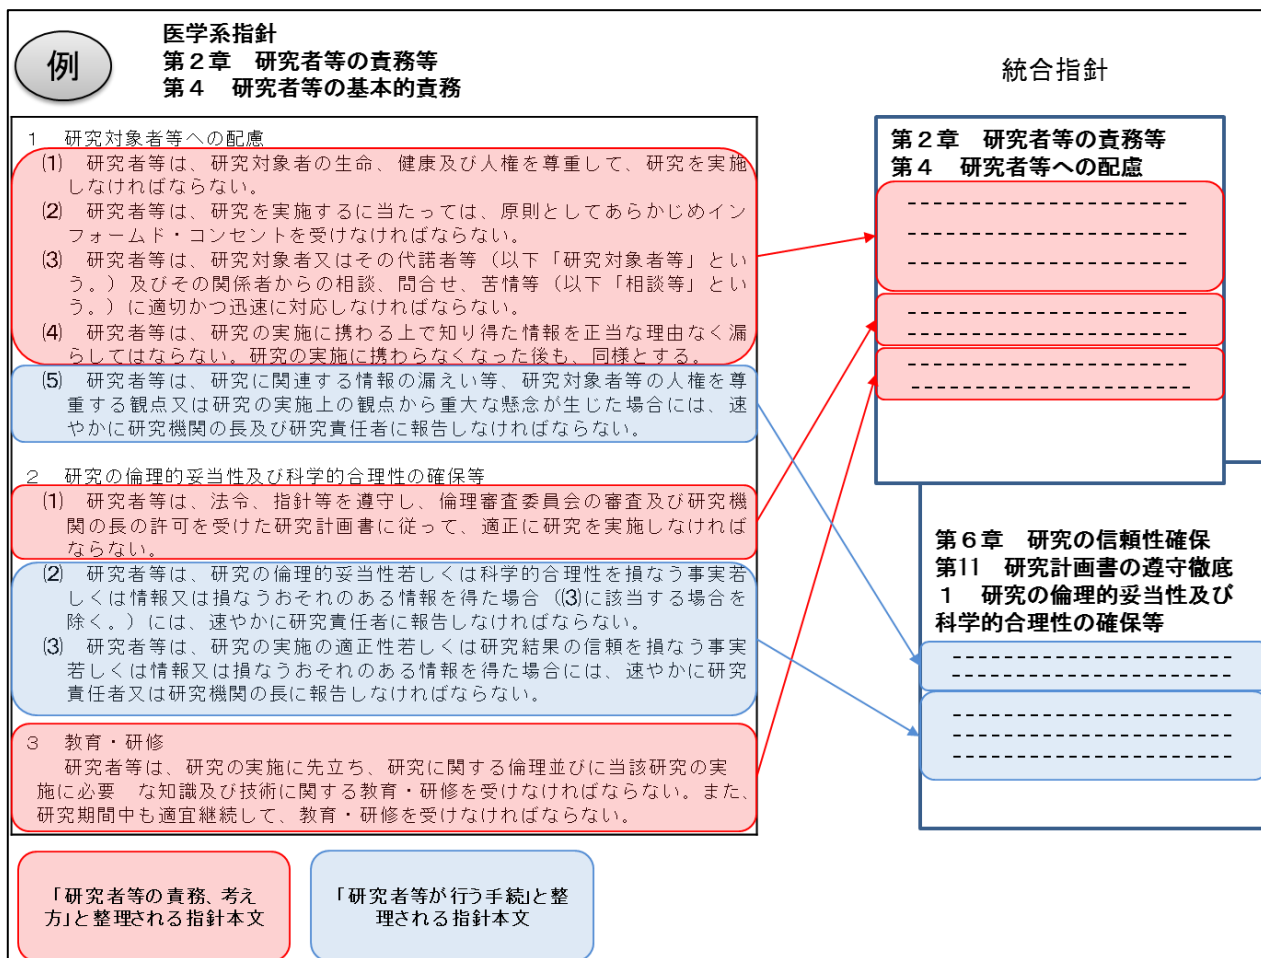 例
医学系指針
第2章　研究者等の責務等
第4　研究者等の基本的責務
1　研究対象者等への配慮
⑴　研究者等は、研究対象者の生命、健康及び人権を尊重して、研究を実施
しなければならない。
⑵　研究者等は、研究を実施するに当たっては、原則としてあらかじめイン
フォームド・コンセントを受けなければならない。
⑶　研究者等は、研究対象者又はその代諾者等（以下「研究対象者等」とい
う。）及びその関係者からの相談、問合せ、苦情等（以下「相談等」とい
う。）に適切かつ迅速に対応しなければならない。
⑷　研究者等は、研究の実施に携わる上で知り得た情報を正当な理由なく漏
らしてはならない。研究の実施に携わらなくなった後も、同様とする。
⑸　研究者等は、研究に関連する情報の漏えい等、研究対象者等の人権を尊
重する観点又は研究の実施上の観点から重大な懸念が生じた場合には、速
やかに研究機関の長及び研究責任者に報告しなければならない。
2　研究の倫理的妥当性及び科学的合理性の確保等
⑴　研究者等は、法令、指針等を遵守し、倫理審査委員会の審査及び研究機
関の長の許可を受けた研究計画書に従って、適正に研究を実施しなければ
ならない。
⑵　研究者等は、研究の倫理的妥当性若しくは科学的合理性を損なう事実若
しくは情報又は損なうおそれのある情報を得た場合（⑶に該当する場合を
除く。）には、速やかに研究責任者に報告しなければならない。
⑶　研究者等は、研究の実施の適正性若しくは研究結果の信頼を損なう事実
若しくは情報又は損なうおそれのある情報を得た場合には、速やかに研究
責任者又は研究機関の長に報告しなければならない。
3　教育・研修
研究者等は、研究の実施に先立ち、研究に関する倫理並びに当該研究の実
施に必要　な知識及び技術に関する教育・研修を受けなければならない。また、
研究期間中も適宜継続して、教育・研修を受けなければならない。
統合指針
第2章　研究者等の責務等
第4　研究者等への配慮
第6章　研究の信頼性確保
第11　研究計画書の遵守徹底
1　研究の倫理的妥当性及び
科学的合理性の確保等
「研究者等の責務、考え
方」と整理される指針本文
「研究者等が行う手続」と整
理される指針本文